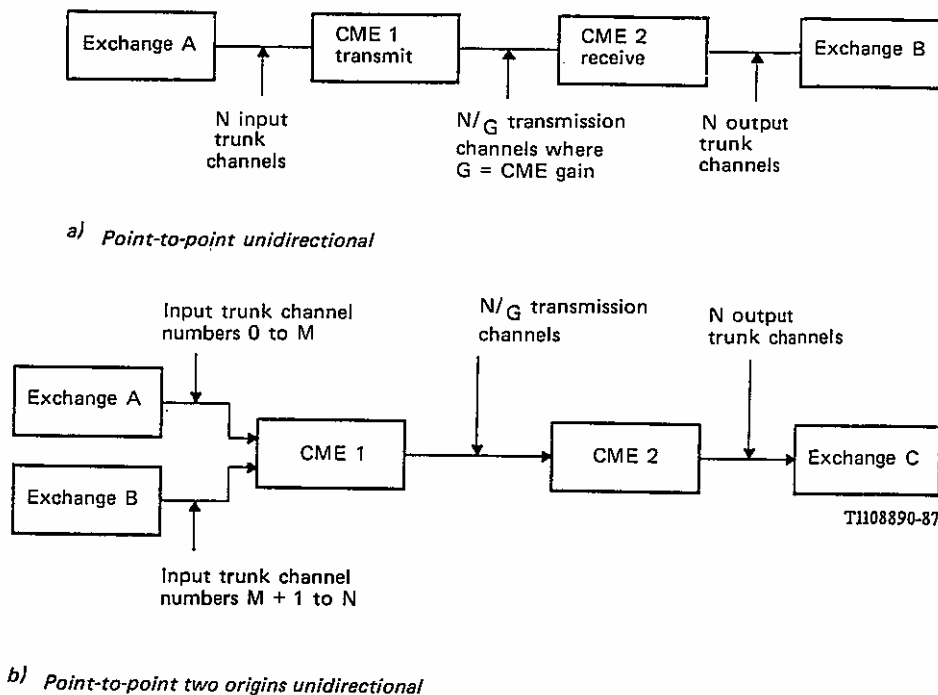 Exchange A
CME 1
transmit
CME 2
receive
Exchange B
N input
trunk
channels
N/G transmission
channels where
G = CME gain
N output
trunk
channels
a) Point-to-point unidirectional
Input trunk channel
numbers 0 to M
N/G transmission
channels
N output
trunk channels
Exchange A
Exchange B
CME 1
CME 2
Exchange C
T1108890-87
Input trunk channel
numbers M + 1 to N
b) Point-to-point two origins unidirectional